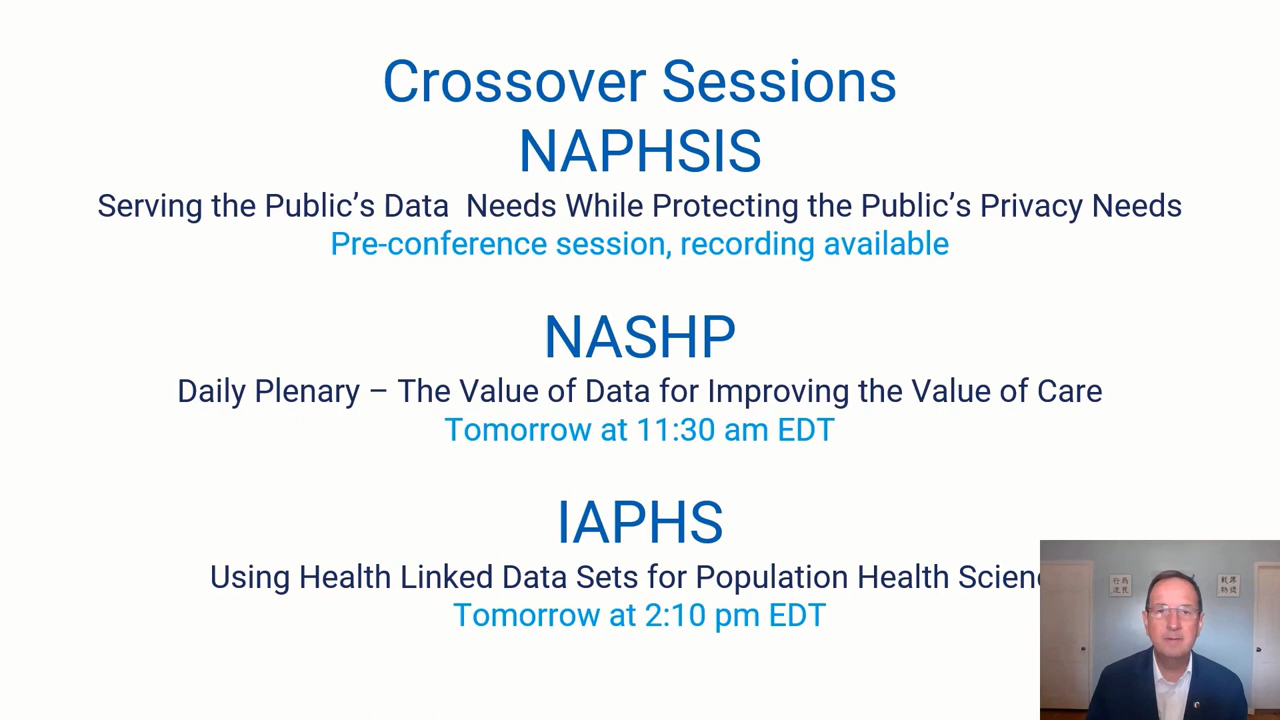 Crossover Sessions
NAPHSIS
Serving the Public’s Data  Needs While Protecting the Public’s Privacy Needs
Pre-conference session, recording available
NASHP
Daily Plenary – The Value of Data for Improving the Value of Care
Tomorrow at 11:30 am EDT
IAPHS
Using Health Linked Data Sets for Population Health
Tomorrow at 2:10 pm EDT